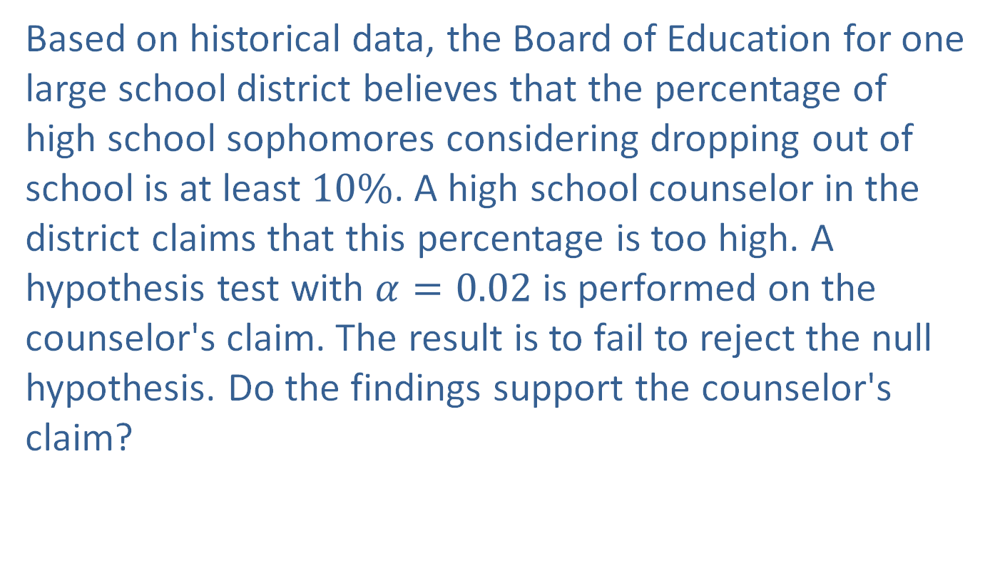 Based on historical data, the Board of Education for one
large school district believes that the percentage of
high school sophomores considering dropping out of
school is at least 10%. A high school counselor in the
district claims that this percentage is too high. A
hypothesis test with α = 0.02 is performed on the
counselor's claim. The result is to fail to reject the null
hypothesis. Do the findings support the counselor's
claim?